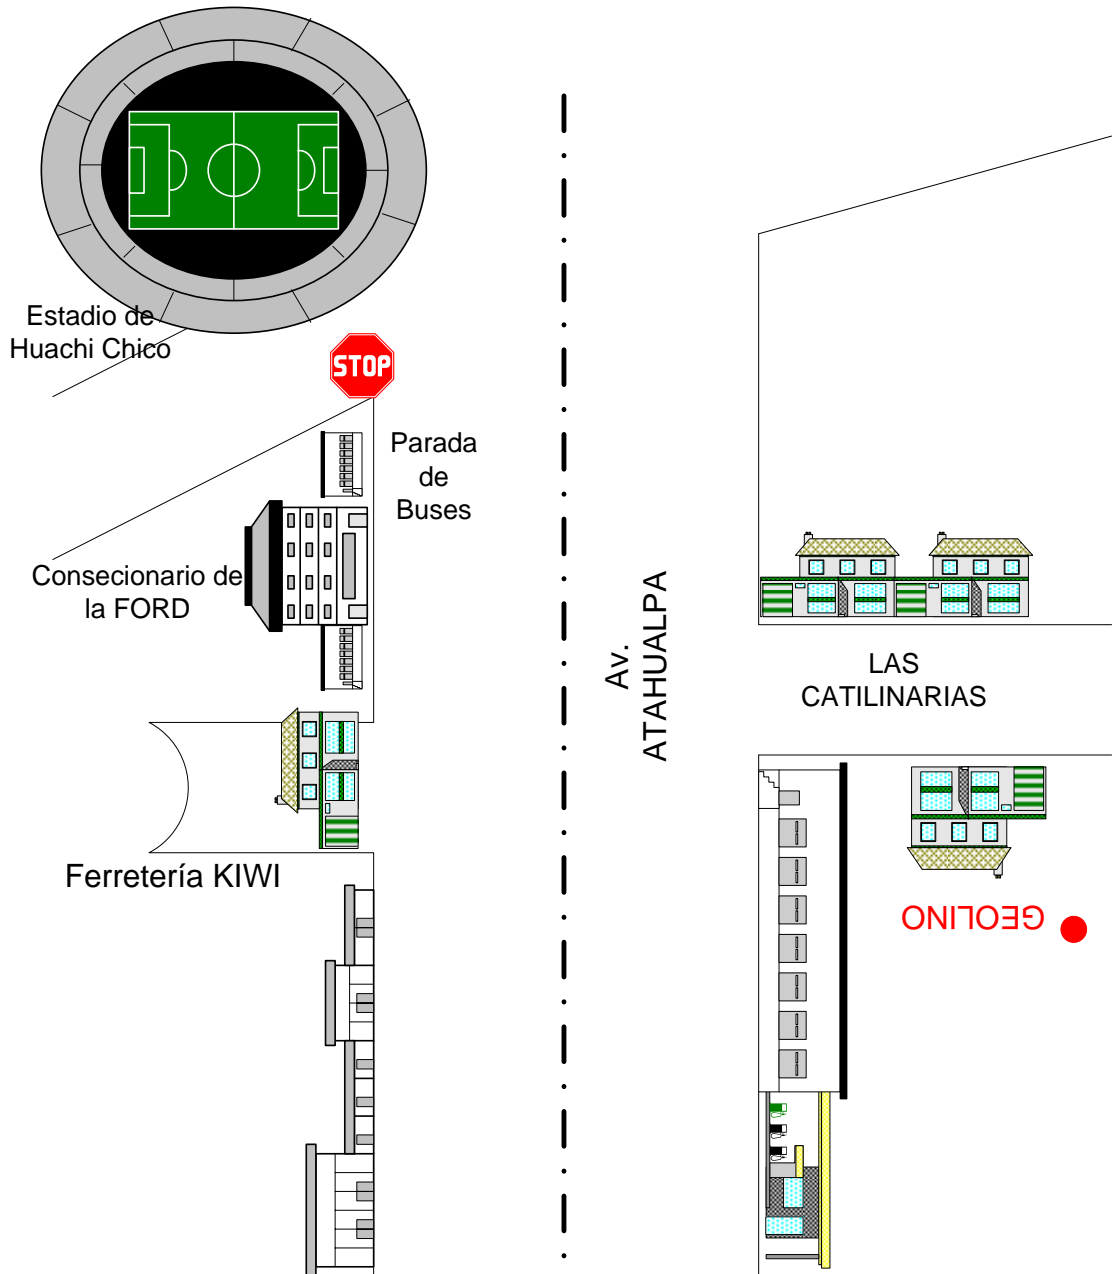 Estadio de
Huachi Chico
STOP
Parada
de
Buses
Consecionario de
la FORD
Av.
ATAHUALPA
LAS
CATILINARIAS
Ferretería KIWI
GEOLINO